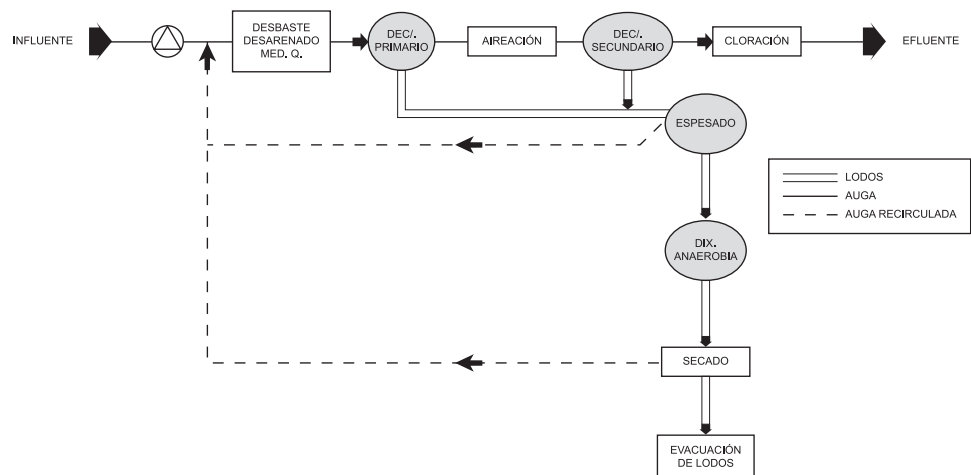 INFLUENTE
DESBASTE
DESARENADO
MED. Q.
DEC/.
PRIMARIO
AIREACIÓN
DEC/.
SECUNDARIO
CLORACIÓN
EFLUENTE
ESPESADO
LODOS
AUGA
AUGA RECIRCULADA
DIX.
ANAEROBIA
SECADO
EVACUACIÓN
DE LODOS